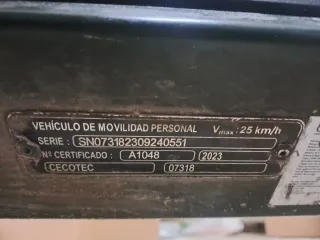 VEHÍCULO DE MOVILIDAD PERSONAL Vmax: 25 km/h
SERIE: SN073182309240551
Nº CERTIFICADO: A1048 2023
CECOTEC 07318